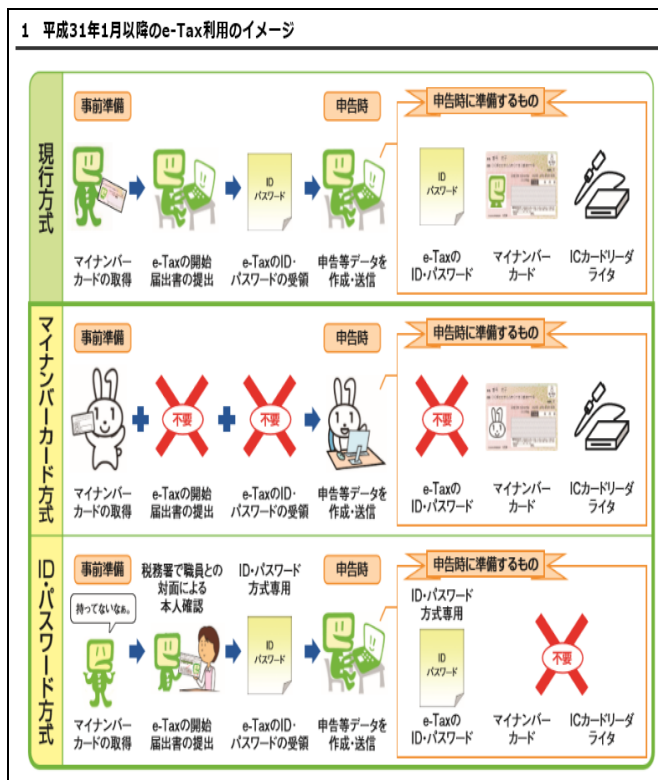 1 平成31年1月以降のe-Tax利用のイメージ
現行方式
事前準備
申告時
申告時に準備するもの
ID
パスワード
ID
パスワード
マイナンバー
カードの取得
e-Taxの開始
届出書の提出
e-TaxのID・
パスワードの受領
申告等データを
作成・送信
e-Taxの
ID・パスワード
マイナンバー
カード
ICカードリーダ
ライタ
マイナンバーカード方式
事前準備
申告時
申告時に準備するもの
不要
不要
不要
マイナンバー
カードの取得
e-Taxの開始
届出書の提出
e-TaxのID・
パスワードの受領
申告等データを
作成・送信
e-Taxの
ID・パスワード
マイナンバー
カード
ICカードリーダ
ライタ
ID・パスワード方式
事前準備
税務署で職員との
対面による
本人確認
ID・パスワード
方式専用
申告時
申告時に準備するもの
ID・パスワード
方式専用
持ってないなぁ。
ID
パスワード
ID
パスワード
不要
マイナンバー
カードの取得
e-Taxの開始
届出書の提出
e-TaxのID・
パスワードの受領
申告等データを
作成・送信
e-Taxの
ID・パスワード
マイナンバー
カード
ICカードリーダ
ライタ